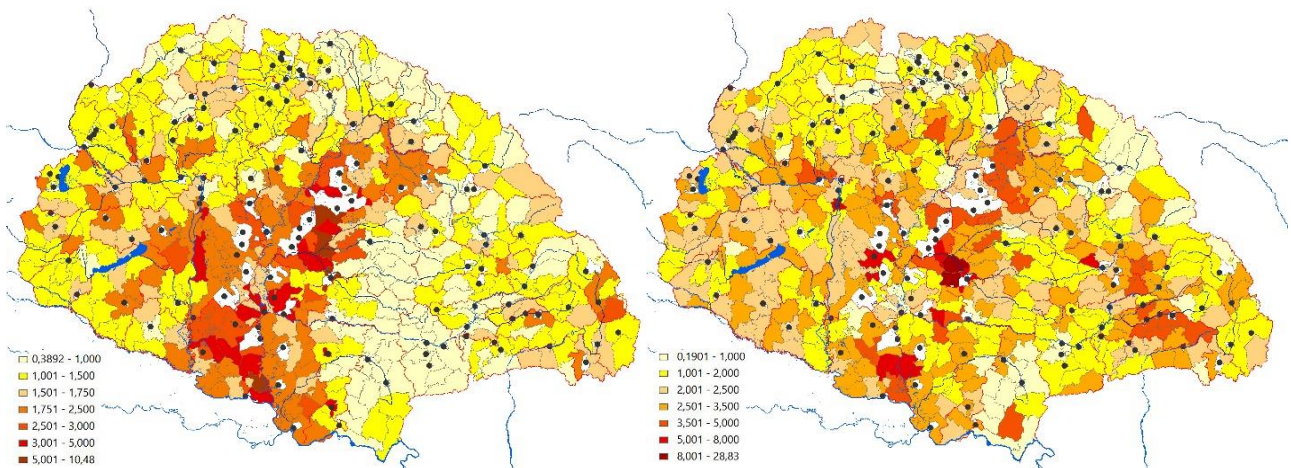 0,3892 - 1,000
1,001 - 1,500
1,501 - 1,750
1,751 - 2,500
2,501 - 3,000
3,001 - 5,000
5,001 - 10,48
0,1901 - 1,000
1,001 - 2,000
2,001 - 2,500
2,501 - 3,500
3,501 - 5,000
5,001 - 8,000
8,001 - 28,83